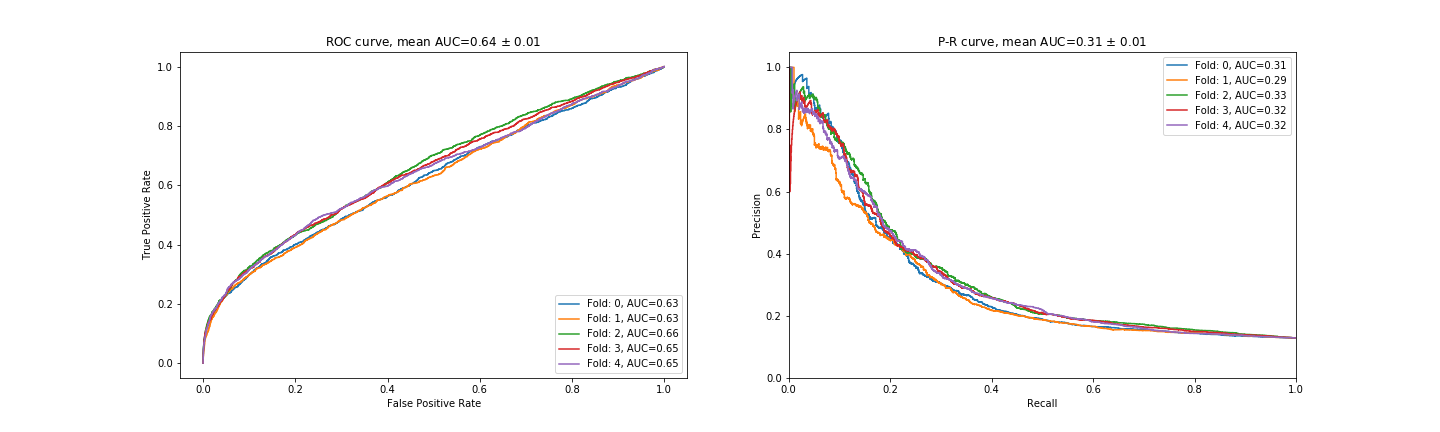 ROC curve, mean AUC=0.64 ± 0.01
True Positive Rate
1.0
0.8
0.6
0.4
0.2
0.0
Fold: 0, AUC=0.63
Fold: 1, AUC=0.63
Fold: 2, AUC=0.66
Fold: 3, AUC=0.65
Fold: 4, AUC=0.65
0.0 0.2 0.4 0.6 0.8 1.0
False Positive Rate
P-R curve, mean AUC=0.31 ± 0.01
Precision
1.0
0.8
0.6
0.4
0.2
0.0
Fold: 0, AUC=0.31
Fold: 1, AUC=0.29
Fold: 2, AUC=0.33
Fold: 3, AUC=0.32
Fold: 4, AUC=0.32
0.0 0.2 0.4 0.6 0.8 1.0
Recall